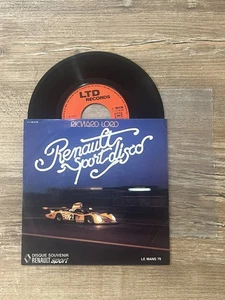 LTD
RECORDS
RICHARD LORD
Renault
Sport-disco
DISQUE SOUVENIR
RENAULT sport
LE MANS 78